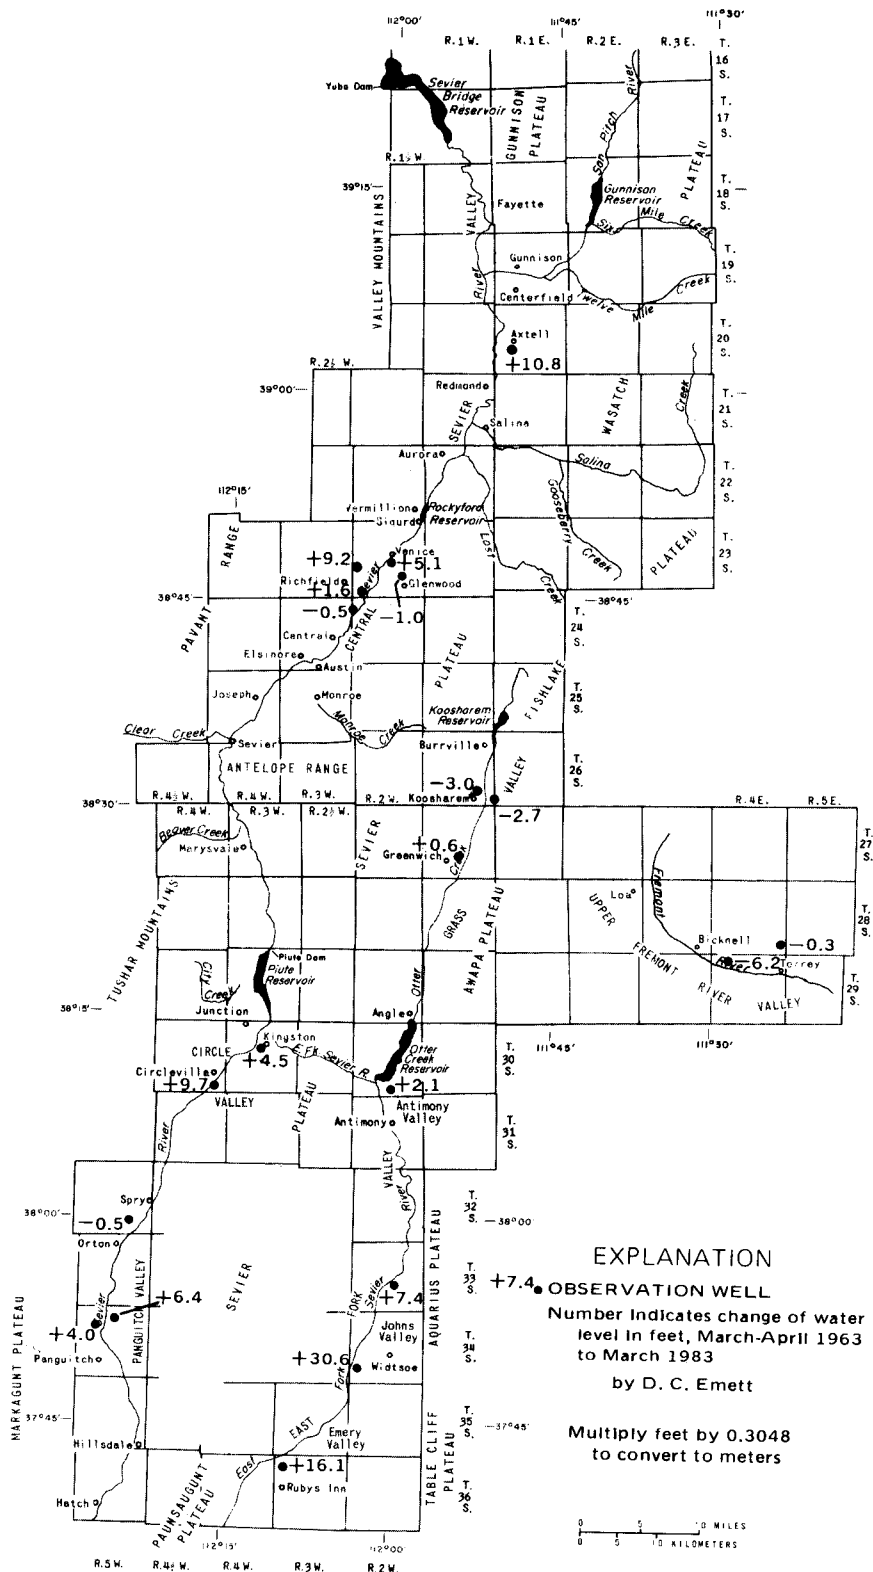 112°00'
111°45'
111°30'
R.1 W.
R.1 E.
R.2 E.
R.3 E.
T.
16
S.
Yuba Dam
Sevier
Bridge
Reservoir
GUNNISON
PLATEAU
San Pitch
River
T.
17
S.
R.1½ W
39°15'
VALLEY MOUNTAINS
VALLEY
Fayette
Gunnison
Reservoir
PLATEAU
T.
18
S.
Six Mile Creek
Gunnison
River
Centerfield
Twelve Mile Creek
T.
19
S.
Axtell
+10.8
T.
20
S.
R.2½ W.
39°00'
Redmond
SEVIER
Salina
WASATCH
Creek
T.
21
S.
Aurora
Salina
T.
22
S.
112°15'
Vermillion
Sigurd
Rockyford
Reservoir
Gooseberry
Creek
Lost
Creek
PLATEAU
T.
23
S.
RANGE
PAVANT
+9.2
Venice
+5.1
Richfield
Sevier
Glenwood
+1.6
38°45'
38°45'
-0.5
-1.0
T.
24
S.
Central
CENTRAL
Elsinore
Austin
PLATEAU
FISHLAKE
Joseph
Monroe
Monroe Creek
Koosharem
Reservoir
T.
25
S.
Clear Creek
Sevier
Burrville
ANTELOPE RANGE
VALLEY
T.
26
S.
-3.0
Koosharem
-2.7
R.4½ W.
R.4 W.
R.3 W.
R.2 W.
38°30'
R.4 W.
R.3 W.
R.2½ W.
R.4 E.
R.5 E.
Beaver Creek
Marysvale
SEVIER
+0.6
Greenwich
Creek
T.
27
S.
TUSHAR MOUNTAINS
GRASS
AWAPA PLATEAU
Loa
UPPER
Fremont
T.
28
S.
Bicknell
-0.3
FREMONT
River
-6.2
Torrey
RIVER
VALLEY
T.
29
S.
Piute Dam
Piute
Reservoir
City
Creek
Otter
38°15'
Junction
Angle
Kingston
CIRCLE
+4.5
E.Fk Sevier R.
Otter
Creek
Reservoir
T.
30
S.
111°45'
111°30'
Circleville
+9.7
VALLEY
PLATEAU
+2.1
Antimony
Valley
Antimony
T.
31
S.
River
VALLEY
Spry
River
T.
32
S.
38°00'
38°00'
-0.5
Orton
SEVIER
AQUARIUS PLATEAU
T.
33
S.
+6.4
PANGUITCH VALLEY
Sevier
+4.0
FORK
Sevier
+7.4
Johns
Valley
T.
34
S.
Panguitch
+30.6
Widtsoe
Fork
MARKAGUNT PLATEAU
37°45'
37°45'
EAST
Emery
Valley
T.
35
S.
Hillsdale
East
+16.1
Rubys Inn
TABLE CLIFF
PLATEAU
T.
36
S.
Hatch
PAUNSAUGUNT
PLATEAU
112°15'
112°00'
R.5 W.
R.4½ W.
R.4 W.
R.3 W.
R.2 W.
EXPLANATION
+7.4 OBSERVATION WELL
Number indicates change of water
level in feet, March-April 1963
to March 1983
by D. C. Emett
Multiply feet by 0.3048
to convert to meters
0 5 10 MILES
0 5 10 KILOMETERS